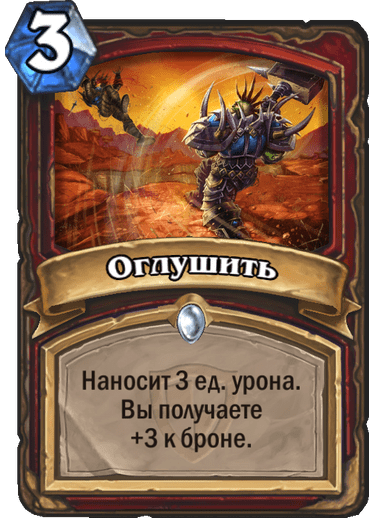 3
Оглушить
Наносит 3 ед. урона.
Вы получаете
+3 к броне.